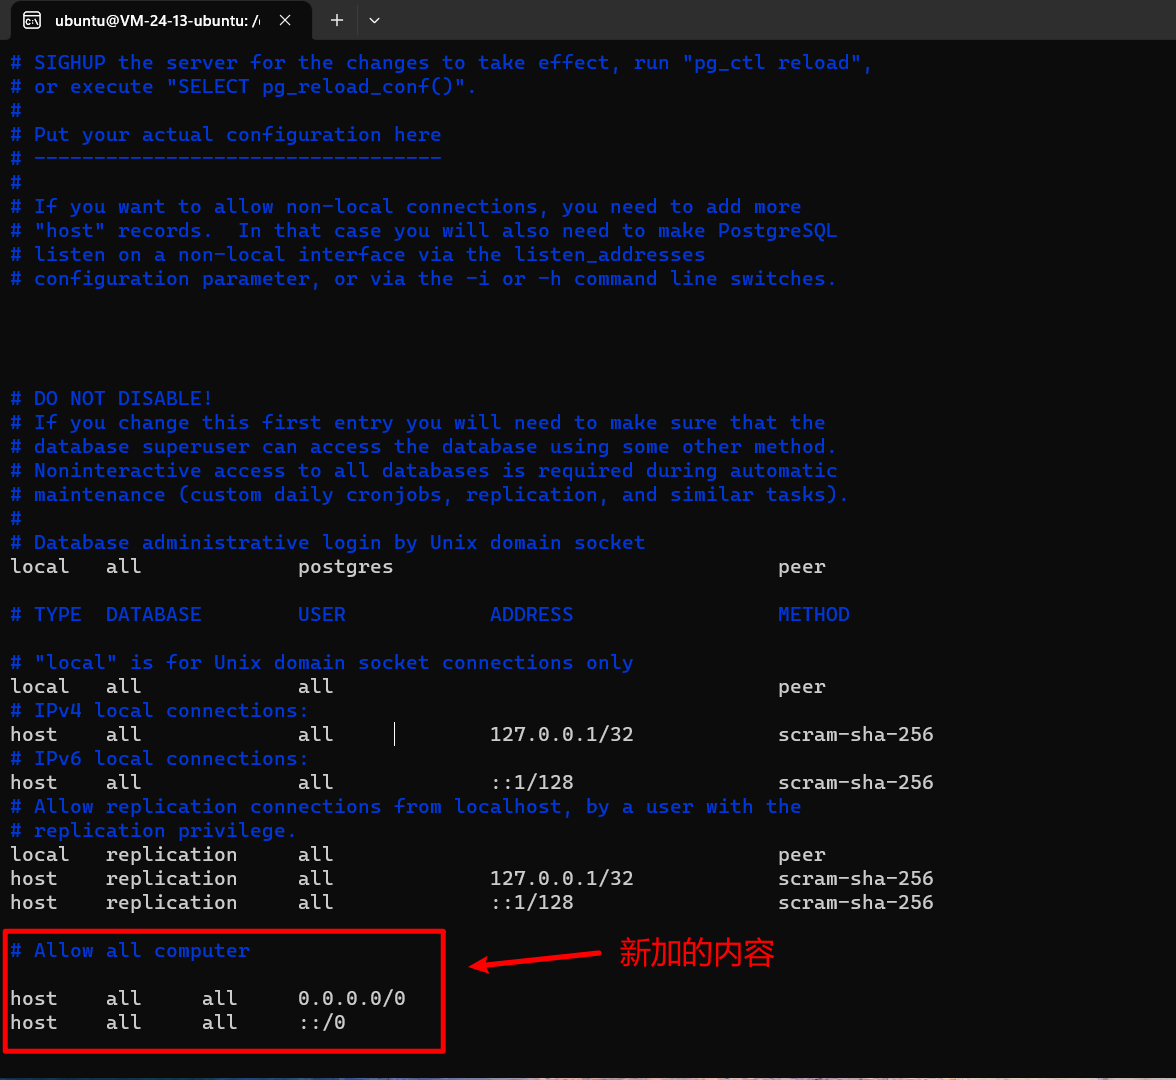 ubuntu@VM-24-13-ubuntu: /
# SIGHUP the server for the changes to take effect, run "pg_ctl reload",
# or execute "SELECT pg_reload_conf()".
#
# Put your actual configuration here
# ----------------------------------
#
# If you want to allow non-local connections, you need to add more
# "host" records.  In that case you will also need to make PostgreSQL
# listen on a non-local interface via the listen_addresses
# configuration parameter, or via the -i or -h command line switches.
# DO NOT DISABLE!
# If you change this first entry you will need to make sure that the
# database superuser can access the database using some other method.
# Noninteractive access to all databases is required during automatic
# maintenance (custom daily cronjobs, replication, and similar tasks).
#
# Database administrative login by Unix domain socket
local   all             postgres                                peer
# TYPE  DATABASE        USER            ADDRESS                 METHOD
# "local" is for Unix domain socket connections only
local   all             all                                     peer
# IPv4 local connections:
host    all             all             127.0.0.1/32            scram-sha-256
# IPv6 local connections:
host    all             all             ::1/128                 scram-sha-256
# Allow replication connections from localhost, by a user with the
# replication privilege.
local   replication     all                                     peer
host    replication     all             127.0.0.1/32            scram-sha-256
host    replication     all             ::1/128                 scram-sha-256
# Allow all computer
新加的内容
host    all     all     0.0.0.0/0
host    all     all     ::/0